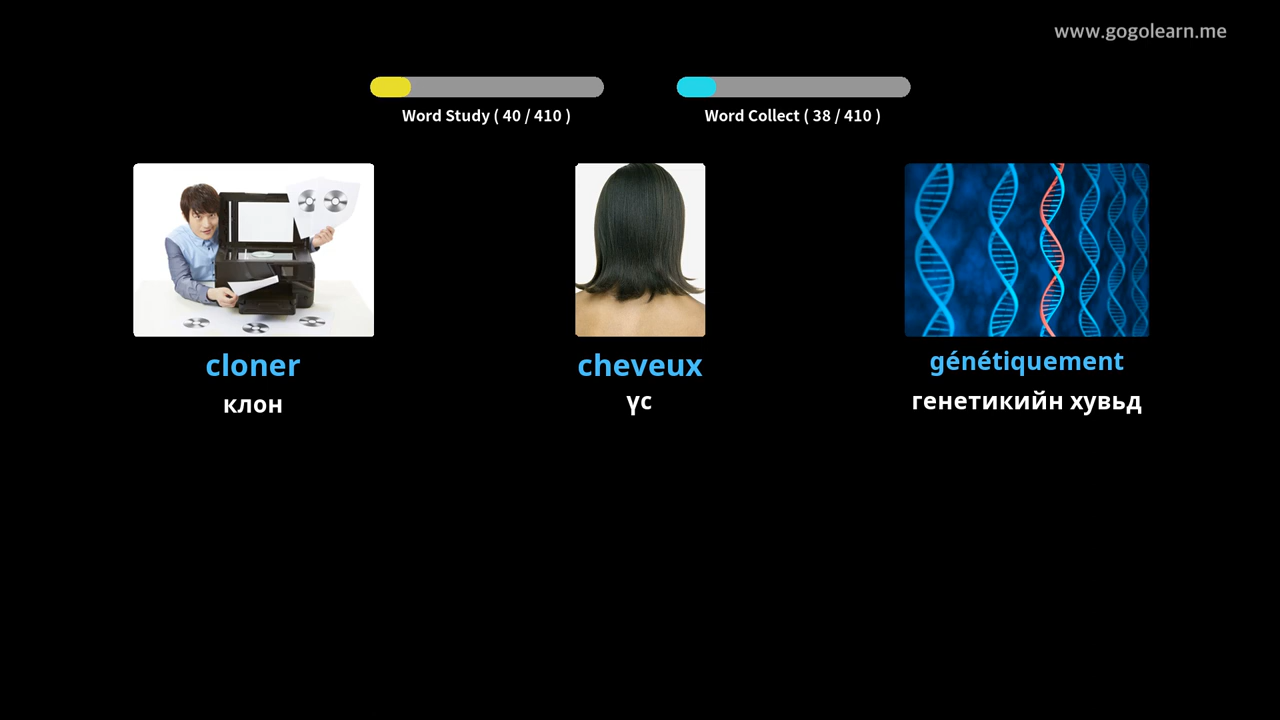 www.gogolearn.me
Word Study ( 40 / 410 )
Word Collect ( 38 / 410 )
cloner
клон
cheveux
үс
génétiquement
генетикийн хувьд